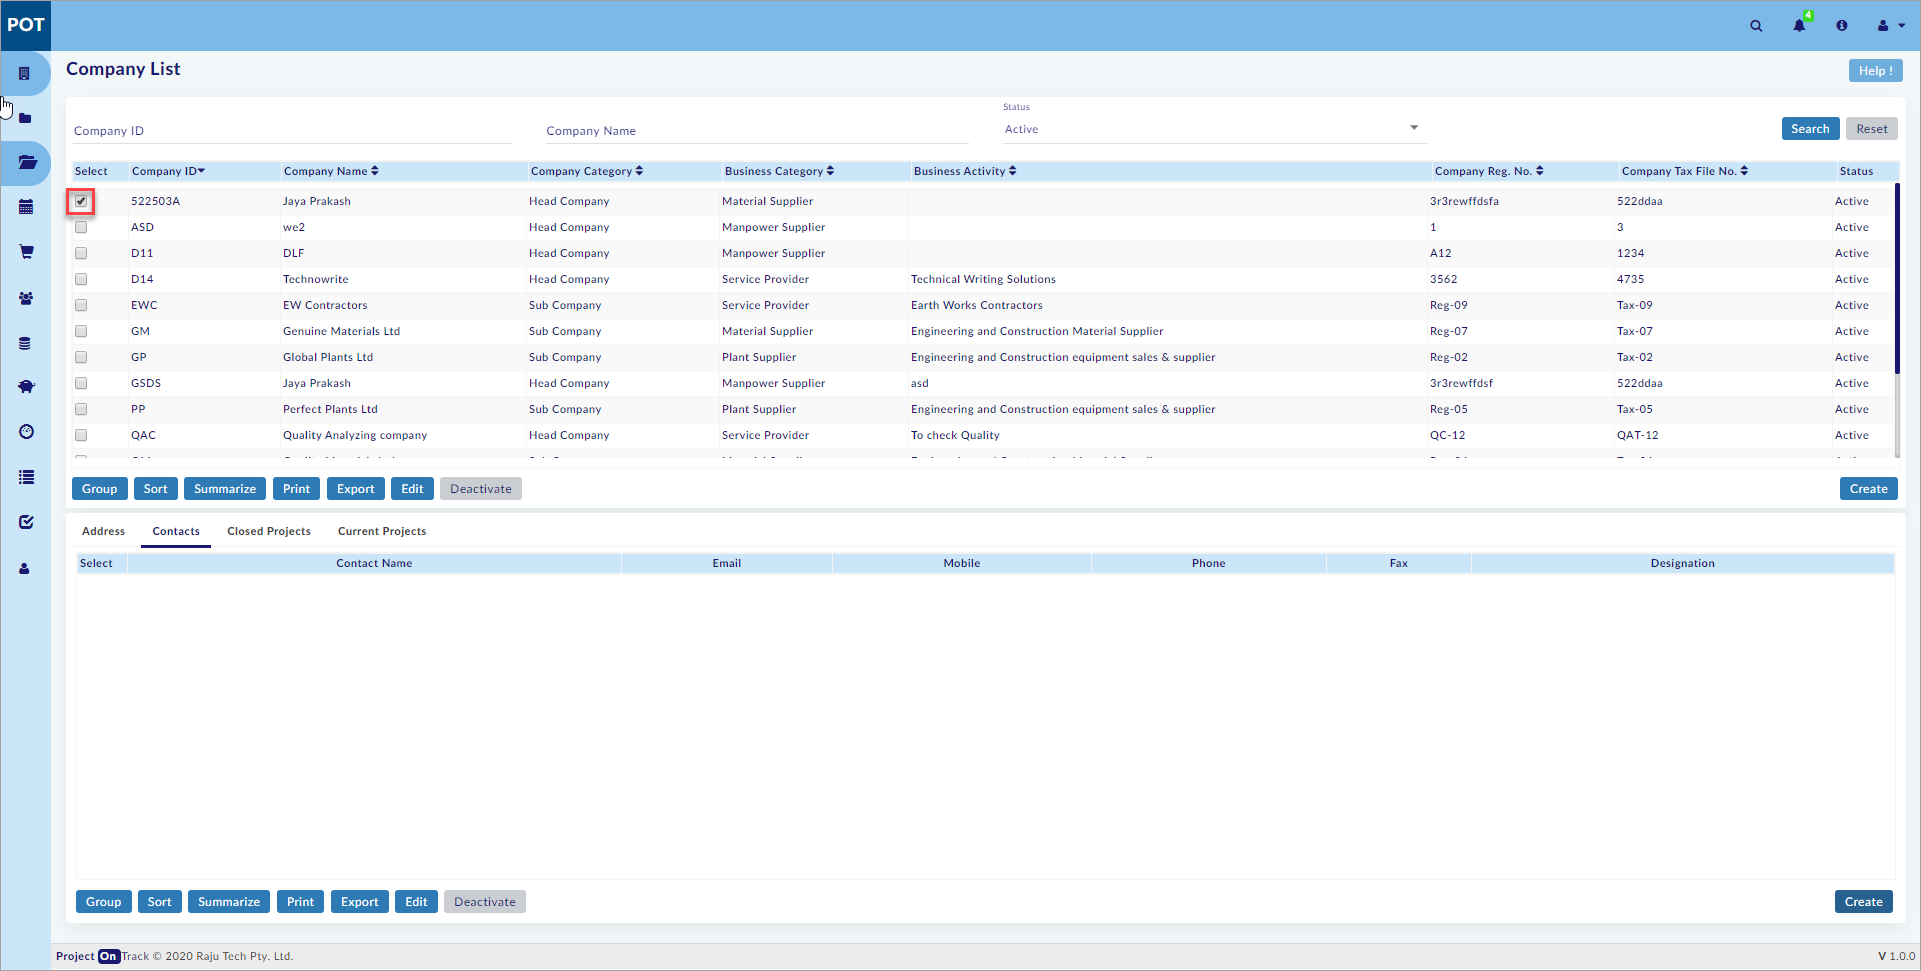 POT
4
Company List
Help !
Status
Company ID Company Name Active Search Reset
Select Company ID Company Name Company Category Business Category Business Activity Company Reg. No. Company Tax File No. Status
522503A Jaya Prakash Head Company Material Supplier 3r3rewffdsfa 522ddaa Active
ASD we2 Head Company Manpower Supplier 1 3 Active
D11 DLF Head Company Manpower Supplier A12 1234 Active
D14 Technowrite Head Company Service Provider Technical Writing Solutions 3562 4735 Active
EWC EW Contractors Sub Company Service Provider Earth Works Contractors Reg-09 Tax-09 Active
GM Genuine Materials Ltd Sub Company Material Supplier Engineering and Construction Material Supplier Reg-07 Tax-07 Active
GP Global Plants Ltd Sub Company Plant Supplier Engineering and Construction equipment sales & supplier Reg-02 Tax-02 Active
GSDS Jaya Prakash Head Company Manpower Supplier asd 3r3rewffdsf 522ddaa Active
PP Perfect Plants Ltd Sub Company Plant Supplier Engineering and Construction equipment sales & supplier Reg-05 Tax-05 Active
QAC Quality Analyzing company Head Company Service Provider To check Quality QC-12 QAT-12 Active
Group Sort Summarize Print Export Edit Deactivate Create
Address Contacts Closed Projects Current Projects
Select Contact Name Email Mobile Phone Fax Designation
Group Sort Summarize Print Export Edit Deactivate Create
Project On Track © 2020 Raju Tech Pty. Ltd. V 1.0.0